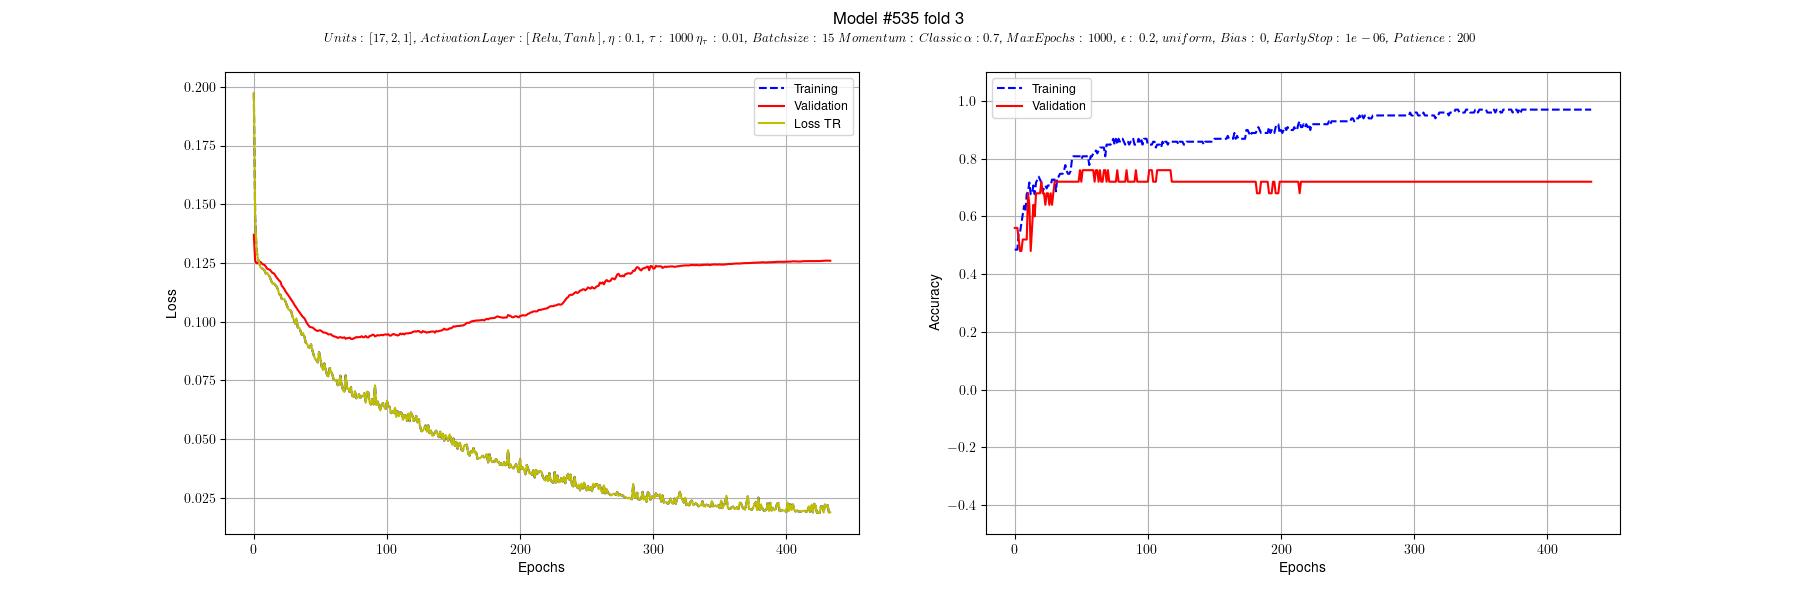 Model #535 fold 3
Units : [17, 2, 1], ActivationLayer : [Relu, Tanh], η : 0.1, τ : 1000 ητ : 0.01, Batchsize : 15 Momentum : Classic α : 0.7, MaxEpochs : 1000, ϵ : 0.2, uniform, Bias : 0, EarlyStop : 1e − 06, Patience : 200
0.200
0.175
0.150
0.125
0.100
0.075
0.050
0.025
Loss
Training
Validation
Loss TR
0 100 200 300 400
Epochs
1.0
0.8
0.6
0.4
0.2
0.0
−0.2
−0.4
Accuracy
Training
Validation
0 100 200 300 400
Epochs